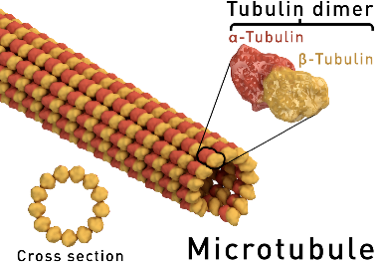 Tubulin dimer
α-Tubulin
β-Tubulin
Cross section
Microtubule